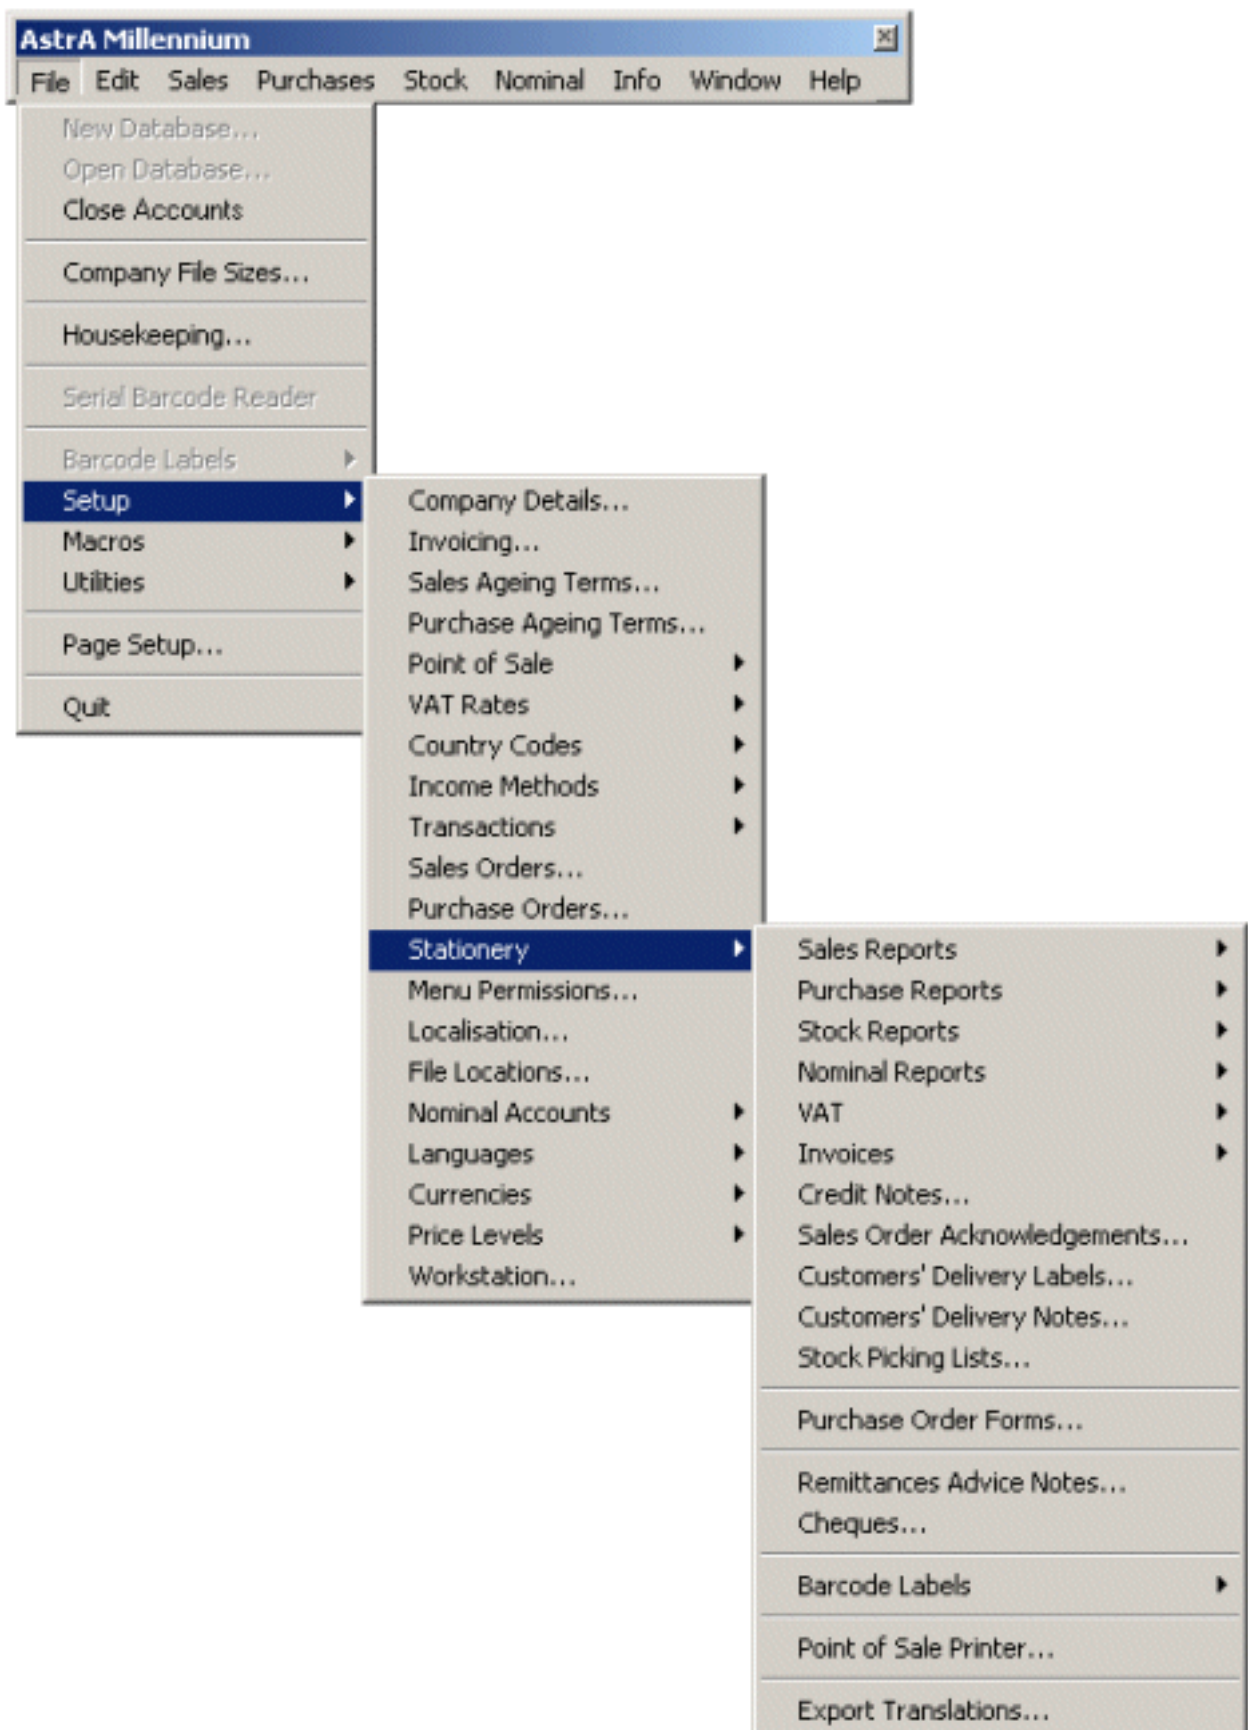 AstrA Millennium
File Edit Sales Purchases Stock Nominal Info Window Help
New Database...
Open Database...
Close Accounts
Company File Sizes...
Housekeeping...
Serial Barcode Reader
Barcode Labels
Setup
Macros
Utilities
Page Setup...
Quit
Company Details...
Invoicing...
Sales Ageing Terms...
Purchase Ageing Terms...
Point of Sale
VAT Rates
Country Codes
Income Methods
Transactions
Sales Orders...
Purchase Orders...
Stationery
Menu Permissions...
Localisation...
File Locations...
Nominal Accounts
Languages
Currencies
Price Levels
Workstation...
Sales Reports
Purchase Reports
Stock Reports
Nominal Reports
VAT
Invoices
Credit Notes...
Sales Order Acknowledgements...
Customers' Delivery Labels...
Customers' Delivery Notes...
Stock Picking Lists...
Purchase Order Forms...
Remittances Advice Notes...
Cheques...
Barcode Labels
Point of Sale Printer...
Export Translations...